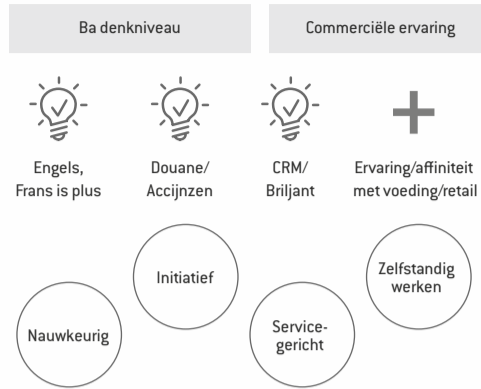 Ba denkniveau
Commerciële ervaring
Engels,
Frans is plus
Douane/
Accijnzen
CRM/
Briljant
Ervaring/affiniteit
met voeding/retail
Nauwkeurig
Initiatief
Service-
gericht
Zelfstandig
werken